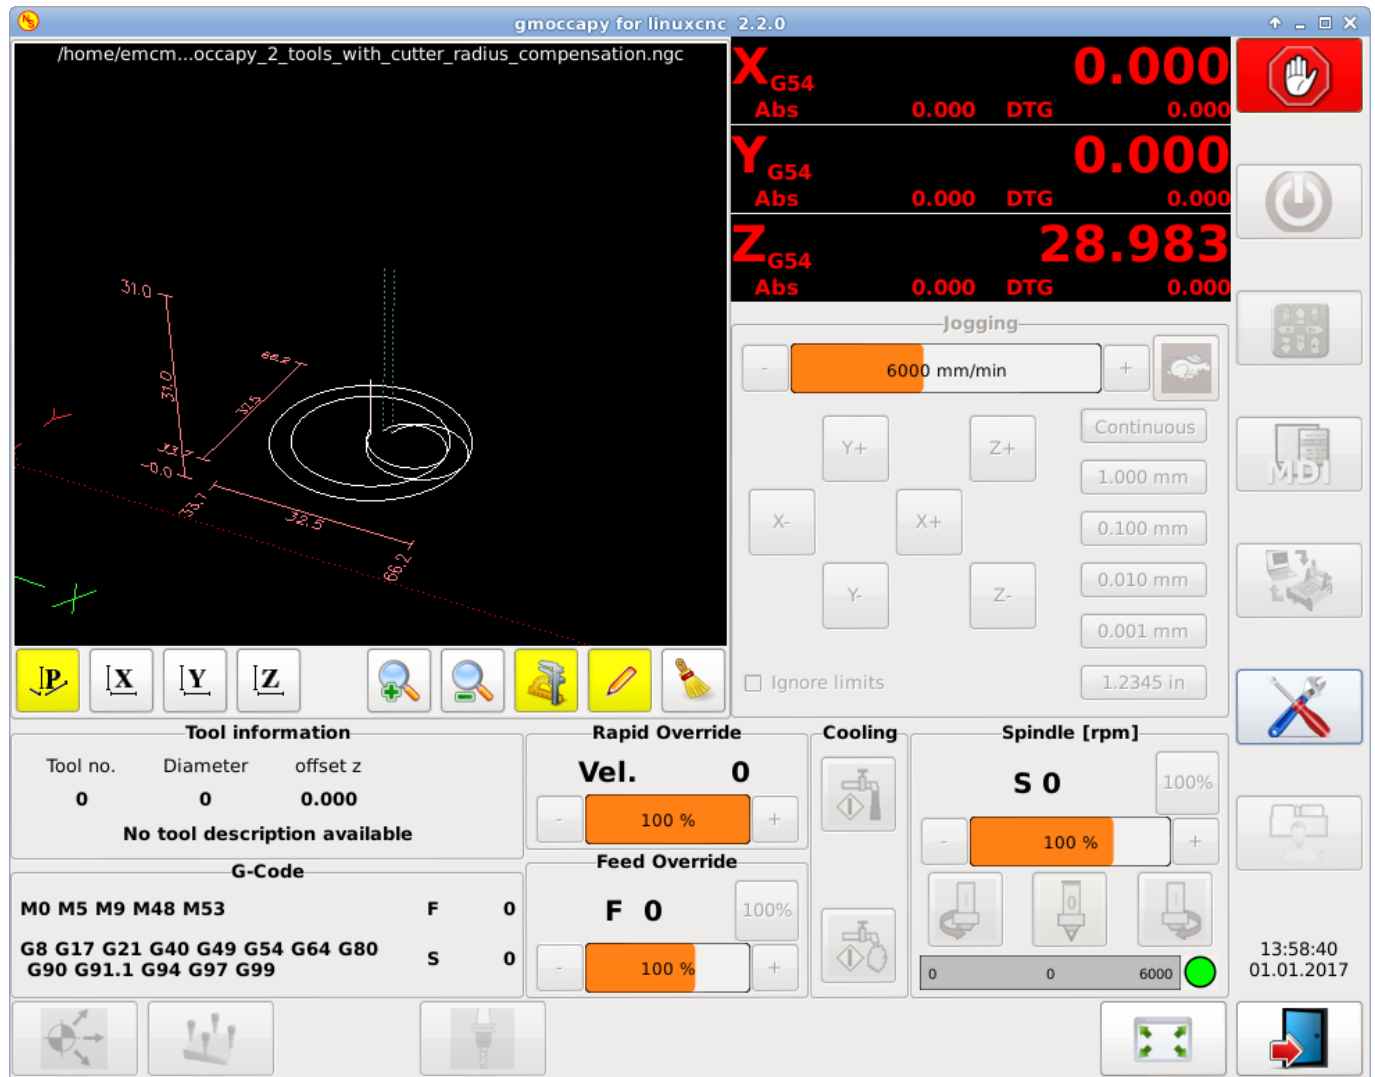 gmoccapy for linuxcnc 2.2.0
/home/emcm...occapy_2_tools_with_cutter_radius_compensation.ngc
X G54 0.000
Abs 0.000 DTG 0.000
Y G54 0.000
Abs 0.000 DTG 0.000
Z G54 28.983
Abs 0.000 DTG 0.000
31.0
31.0
-0.0
66.2
32.5
33.7
33.7
32.5
66.2
Y
X
Jogging
- 6000 mm/min +
Y+ Z+
X- X+
Y- Z-
Continuous
1.000 mm
0.100 mm
0.010 mm
0.001 mm
1.2345 in
Ignore limits
MDI
P X Y Z
Tool information
Tool no. Diameter offset z
0 0 0.000
No tool description available
G-Code
M0 M5 M9 M48 M53
F 0
G8 G17 G21 G40 G49 G54 G64 G80
G90 G91.1 G94 G97 G99
S 0
Rapid Override
Vel. 0
- 100 % +
Feed Override
F 0 100%
- 100 % +
Cooling
Spindle [rpm]
S 0 100%
- 100 % +
0
0 0 6000
13:58:40
01.01.2017